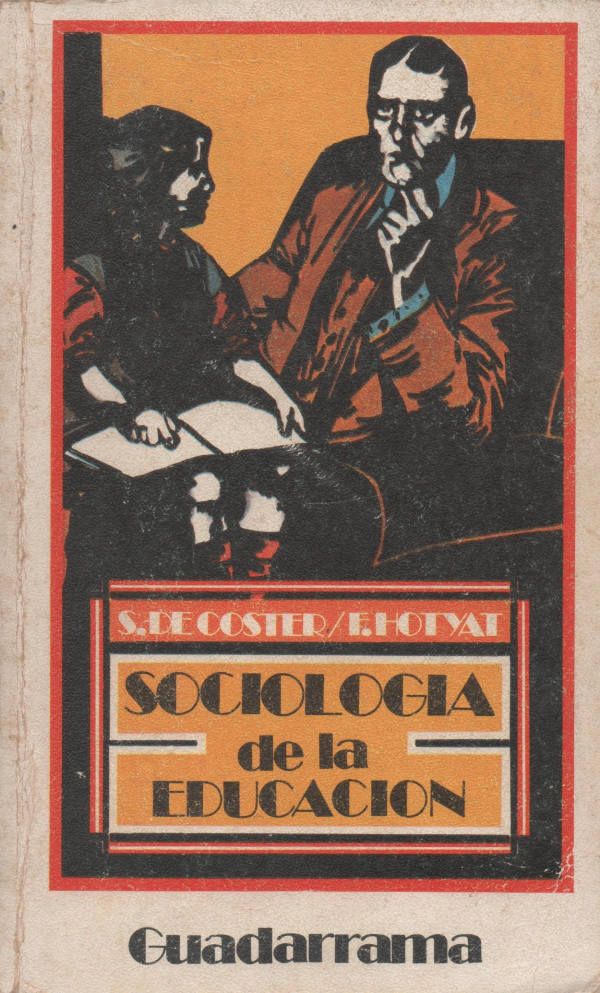 S. DE COSTER/F. HOTYAT
SOCIOLOGIA
de la
EDUCACION
Guadarrama